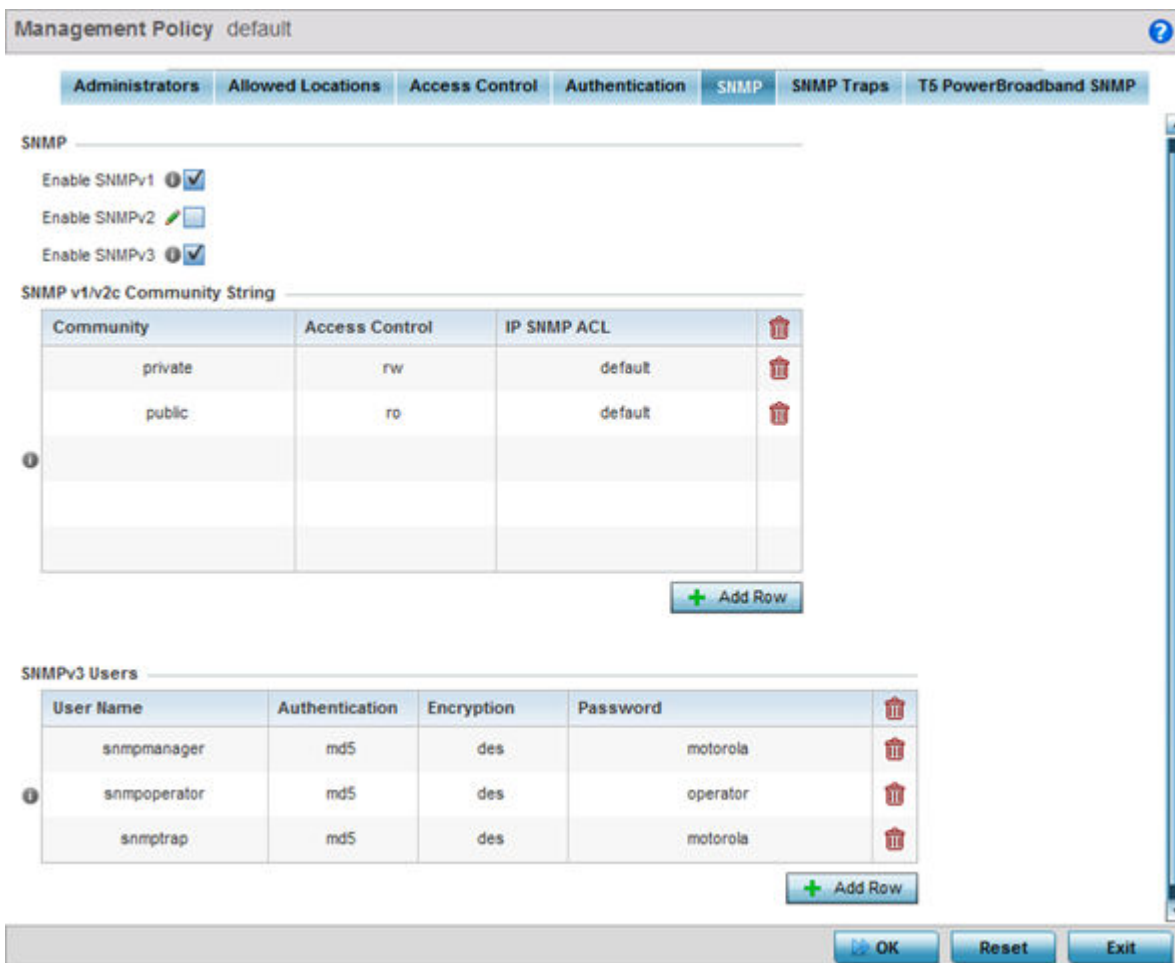 Management Policy default
Administrators Allowed Locations Access Control Authentication SNMP SNMP Traps T5 PowerBroadband SNMP
SNMP
Enable SNMPv1
Enable SNMPv2
Enable SNMPv3
SNMP v1/v2c Community String
Community Access Control IP SNMP ACL
private rw default
public ro default
Add Row
SNMPv3 Users
User Name Authentication Encryption Password
snmpmanager md5 des motorola
snmpoperator md5 des operator
snmptrap md5 des motorola
Add Row
OK Reset Exit